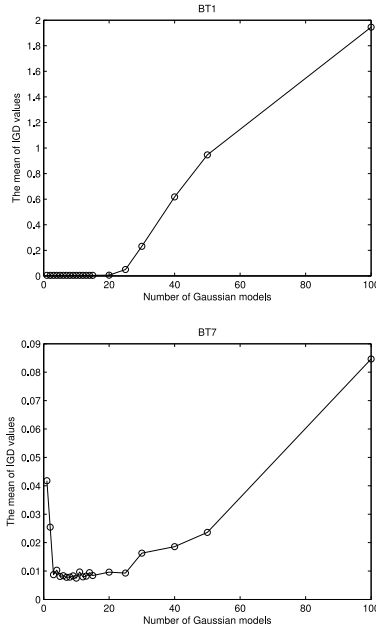 BT1
2
1.8
1.6
1.4
1.2
1
0.8
0.6
0.4
0.2
0
The mean of IGD values
0 20 40 60 80 100
Number of Gaussian models
BT7
0.09
0.08
0.07
0.06
0.05
0.04
0.03
0.02
0.01
0
The mean of IGD values
0 20 40 60 80 100
Number of Gaussian models